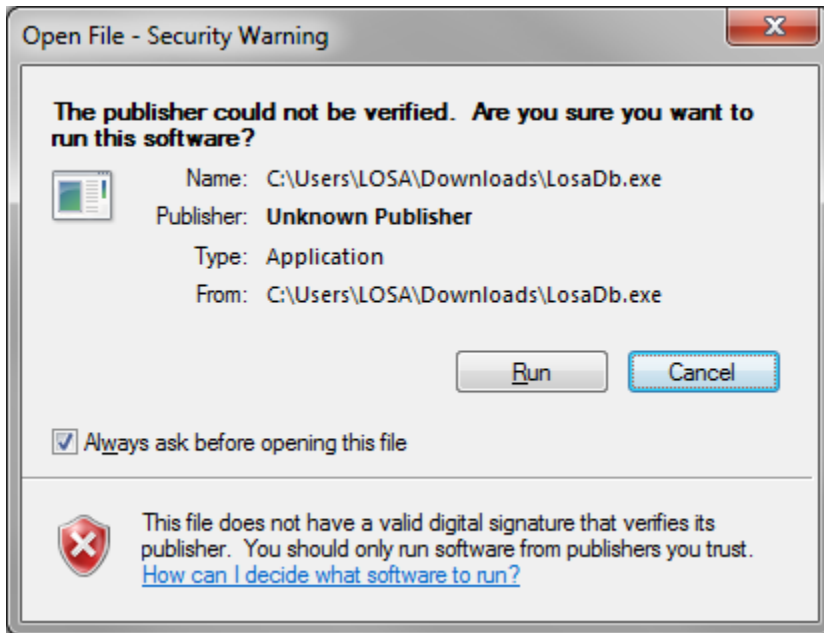 Open File - Security Warning
The publisher could not be verified. Are you sure you want to
run this software?
Name: C:\Users\LOSA\Downloads\LosaDb.exe
Publisher: Unknown Publisher
Type: Application
From: C:\Users\LOSA\Downloads\LosaDb.exe
Run Cancel
Always ask before opening this file
This file does not have a valid digital signature that verifies its
publisher. You should only run software from publishers you trust.
How can I decide what software to run?